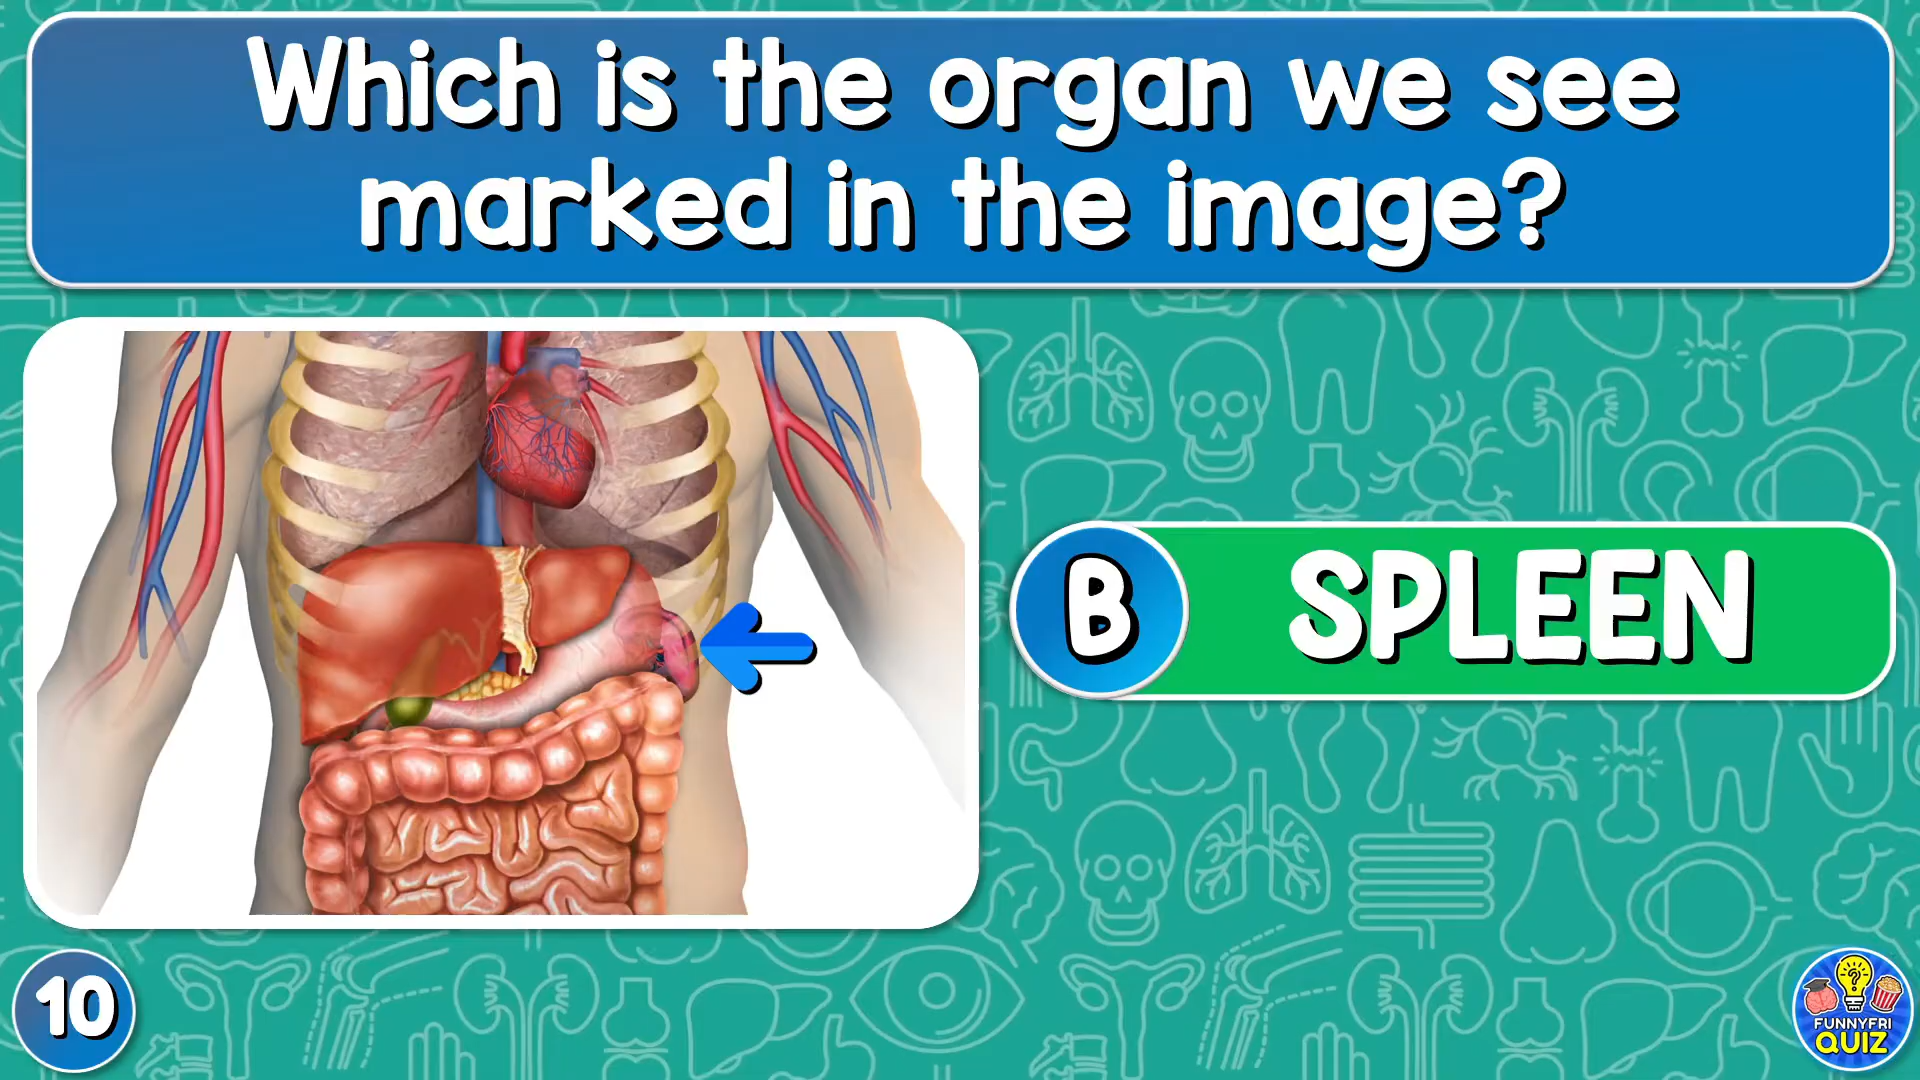 Which is the organ we see
marked in the image?
B SPLEEN
10
FUNNYFRI
QUIZ